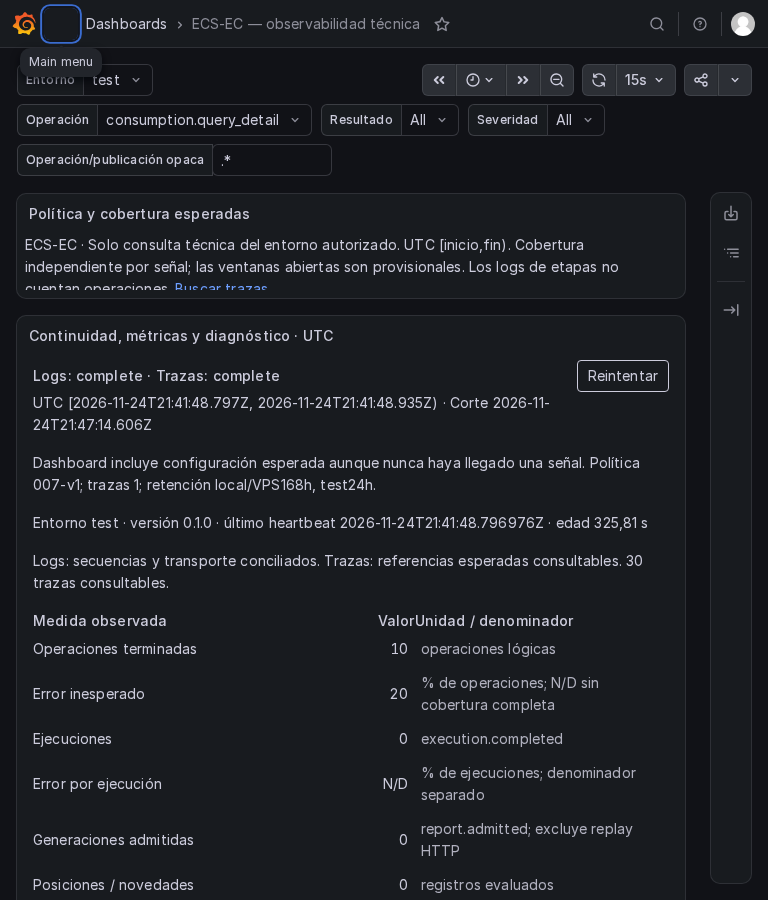 Dashboards › ECS-EC — observabilidad técnica
Main menu
Entorno test
15s
Operación consumption.query_detail Resultado All Severidad All
Operación/publicación opaca .*
Política y cobertura esperadas
ECS-EC · Solo consulta técnica del entorno autorizado. UTC [inicio,fin). Cobertura
independiente por señal; las ventanas abiertas son provisionales. Los logs de etapas no
cuentan operaciones. Buscar trazas
Continuidad, métricas y diagnóstico · UTC
Logs: complete · Trazas: complete
Reintentar
UTC [2026-11-24T21:41:48.797Z, 2026-11-24T21:41:48.935Z) · Corte 2026-11-
24T21:47:14.606Z
Dashboard incluye configuración esperada aunque nunca haya llegado una señal. Política
007-v1; trazas 1; retención local/VPS168h, test24h.
Entorno test · versión 0.1.0 · último heartbeat 2026-11-24T21:41:48.796976Z · edad 325,81 s
Logs: secuencias y transporte conciliados. Trazas: referencias esperadas consultables. 30
trazas consultables.
Medida observada Valor Unidad / denominador
Operaciones terminadas 10 operaciones lógicas
Error inesperado 20 % de operaciones; N/D sin
cobertura completa
Ejecuciones 0 execution.completed
Error por ejecución N/D % de ejecuciones; denominador
separado
Generaciones admitidas 0 report.admitted; excluye replay
HTTP
Posiciones / novedades 0 registros evaluados